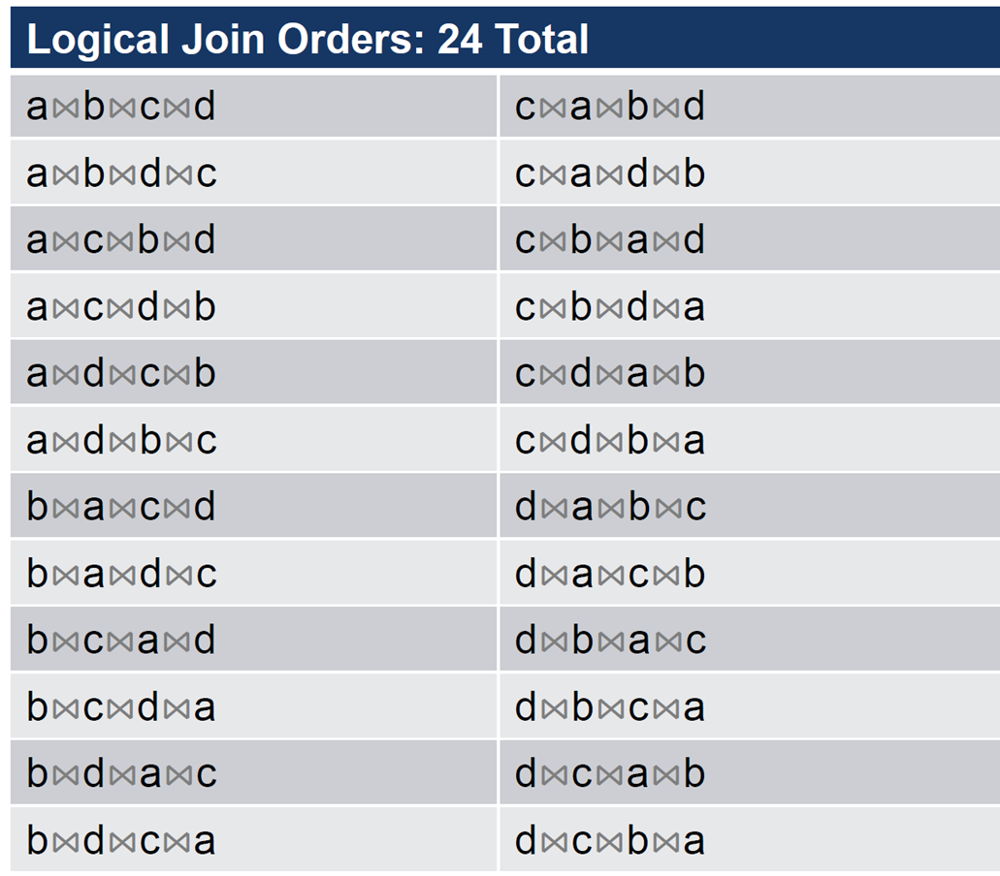 Logical Join Orders: 24 Total
a⋈b⋈c⋈d c⋈a⋈b⋈d
a⋈b⋈d⋈c c⋈a⋈d⋈b
a⋈c⋈b⋈d c⋈b⋈a⋈d
a⋈c⋈d⋈b c⋈b⋈d⋈a
a⋈d⋈c⋈b c⋈d⋈a⋈b
a⋈d⋈b⋈c c⋈d⋈b⋈a
b⋈a⋈c⋈d d⋈a⋈b⋈c
b⋈a⋈d⋈c d⋈a⋈c⋈b
b⋈c⋈a⋈d d⋈b⋈a⋈c
b⋈c⋈d⋈a d⋈b⋈c⋈a
b⋈d⋈a⋈c d⋈c⋈a⋈b
b⋈d⋈c⋈a d⋈c⋈b⋈a